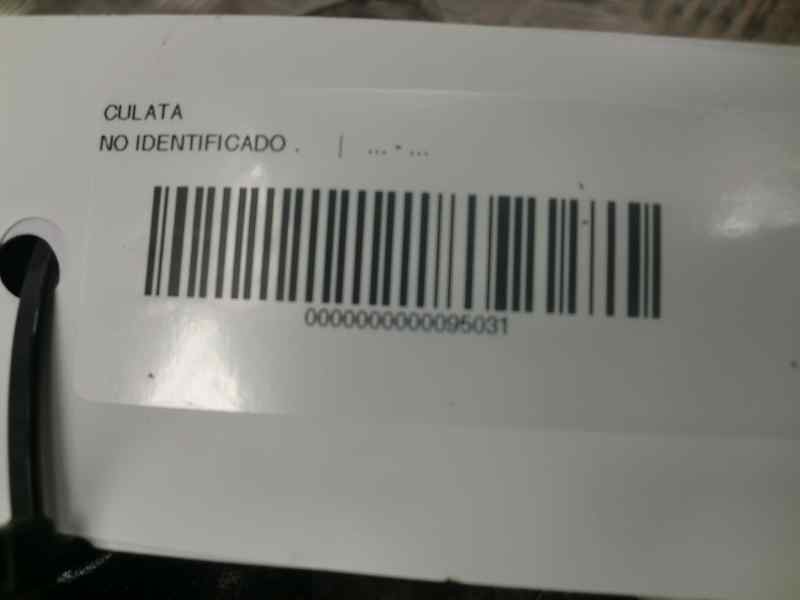 CULATA
NO IDENTIFICADO . | ... - ...
0000000000095031